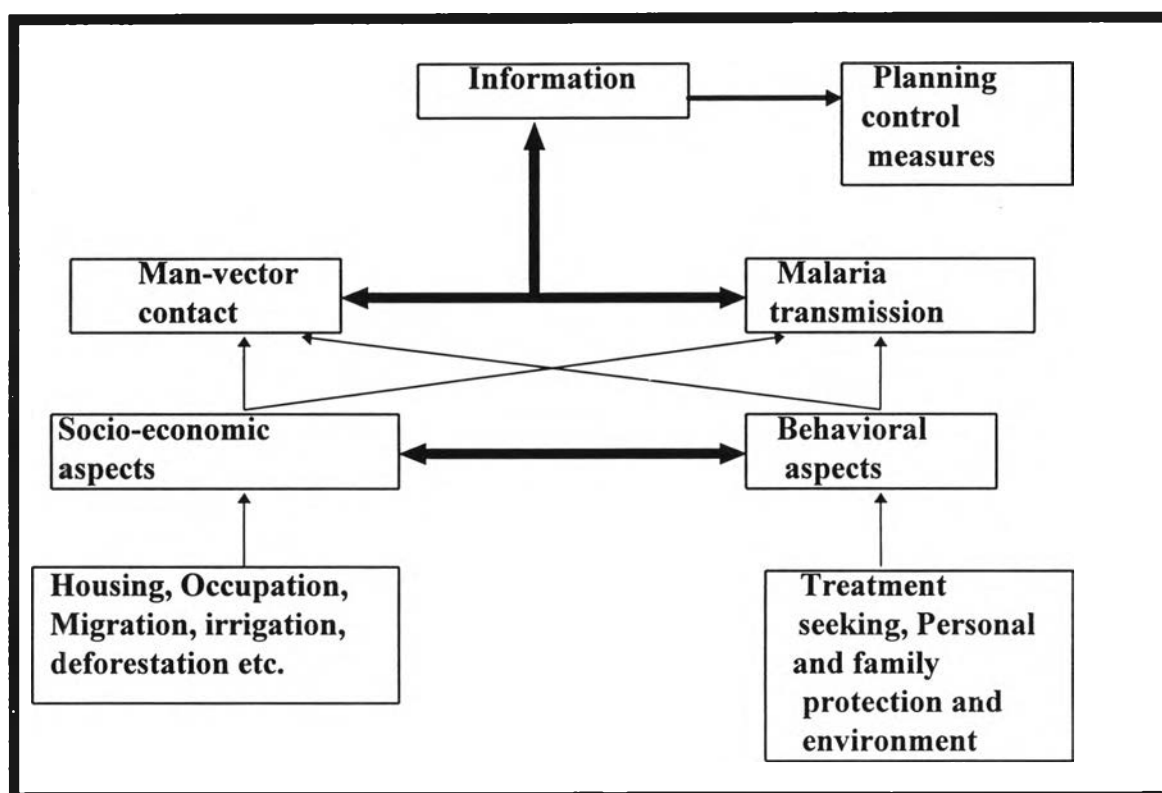 Information
Planning
control
measures
Man-vector
contact
Malaria
transmission
Socio-economic
aspects
Behavioral
aspects
Housing, Occupation,
Migration, irrigation,
deforestation etc.
Treatment
seeking, Personal
and family
protection and
environment